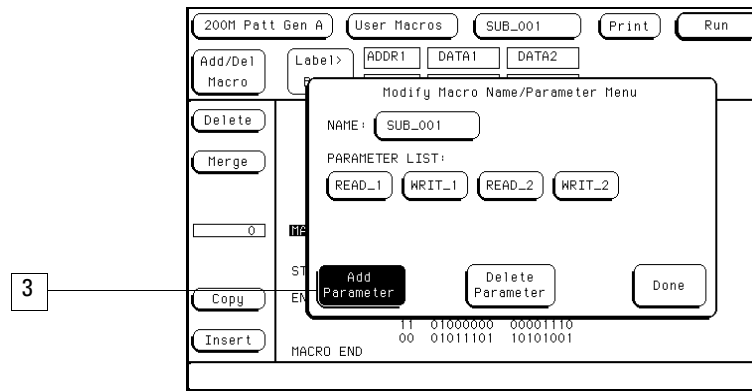 200M Patt Gen A User Macros SUB_001 Print Run
Add/Del Macro
Label> ADDR1 DATA1 DATA2
Modify Macro Name/Parameter Menu
Delete
NAME: SUB_001
Merge
PARAMETER LIST:
READ_1 WRIT_1 READ_2 WRIT_2
0
ST
3
Add Parameter
Delete Parameter
Done
Copy
EN
11 01000000 00001110
Insert
00 01011101 10101001
MACRO END